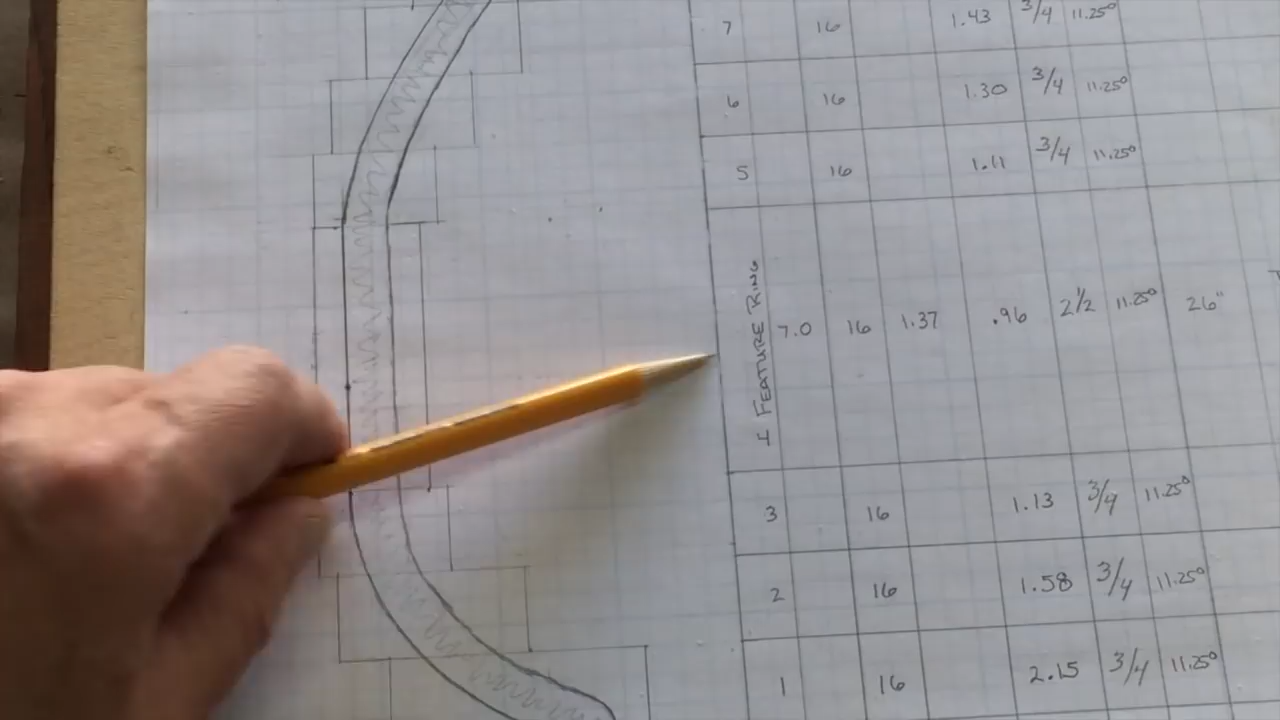 7 16 1.43 3/4 11.25°
6 16 1.30 3/4 11.25°
5 16 1.11 3/4 11.25°
4 FEATURE RING 7.0 16 1.37 .96 2 1/2 11.25° 26"
3 16 1.13 3/4 11.25°
2 16 1.58 3/4 11.25°
1 16 2.15 3/4 11.25°